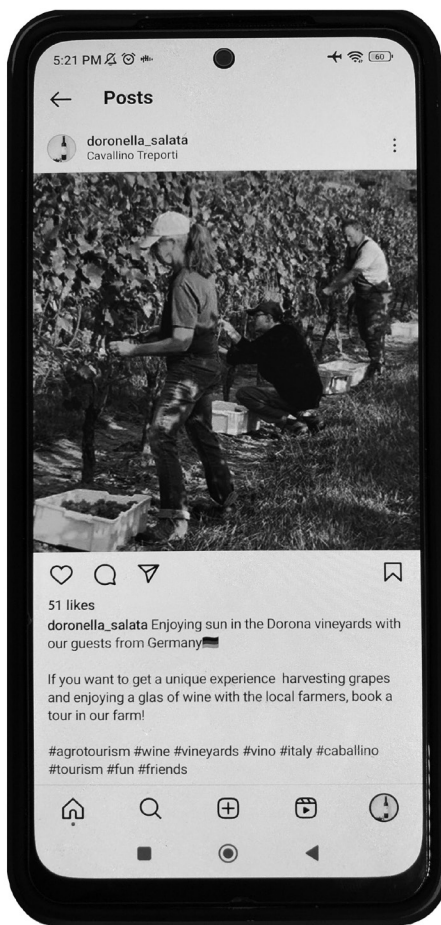 5:21 PM
60
Posts
doronella_salata
Cavallino Treporti
51 likes
doronella_salata Enjoying sun in the Dorona vineyards with
our guests from Germany🇩🇪
If you want to get a unique experience  harvesting grapes
and enjoying a glas of wine with the local farmers, book a
tour in our farm!
#agrotourism #wine #vineyards #vino #italy #caballino
#tourism #fun #friends